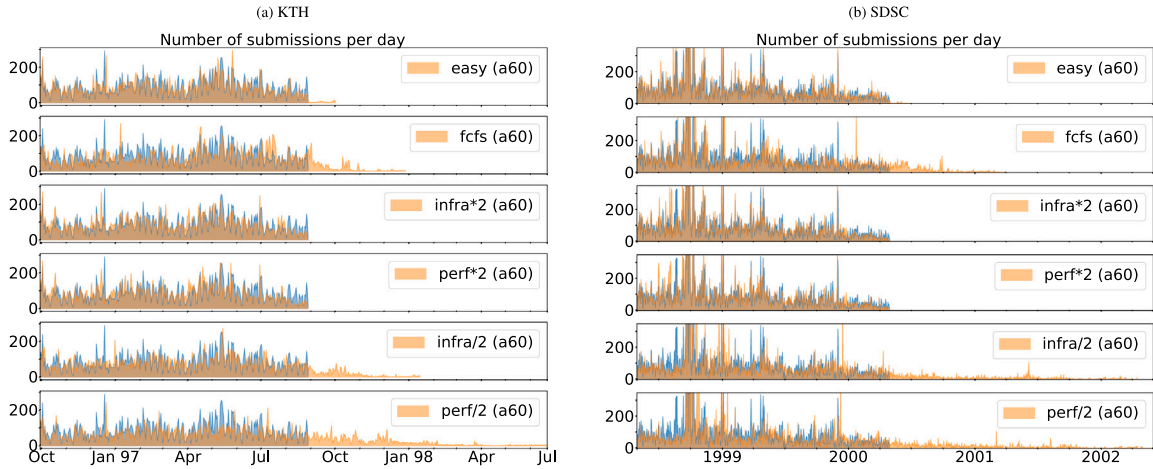 (a) KTH
Number of submissions per day
200
0
easy (a60)
200
0
fcfs (a60)
200
0
infra*2 (a60)
200
0
perf*2 (a60)
200
0
infra/2 (a60)
200
0
perf/2 (a60)
Oct Jan 97 Apr Jul Oct Jan 98 Apr Jul
(b) SDSC
Number of submissions per day
200
0
easy (a60)
200
0
fcfs (a60)
200
0
infra*2 (a60)
200
0
perf*2 (a60)
200
0
infra/2 (a60)
200
0
perf/2 (a60)
1999 2000 2001 2002